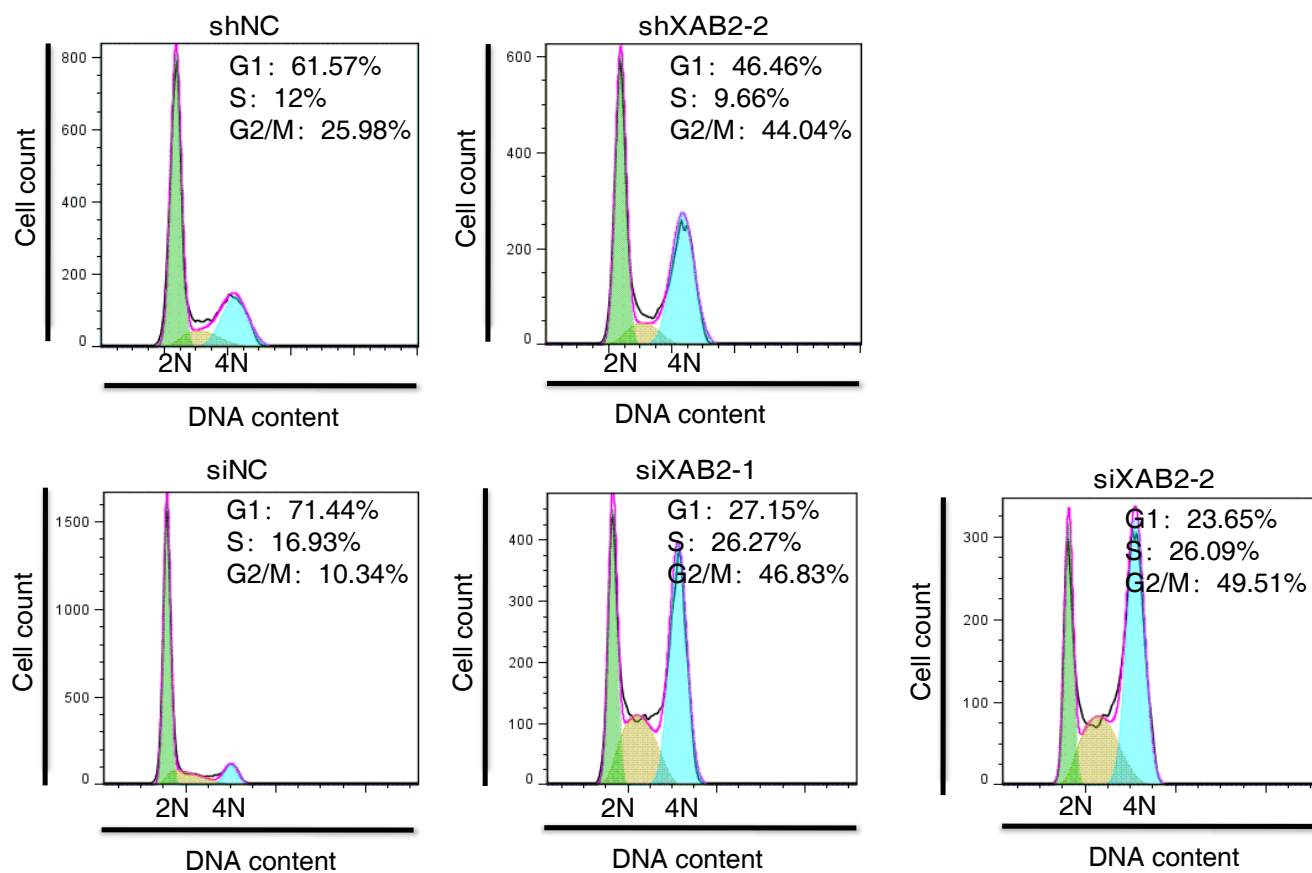 shNC
G1: 61.57%
S: 12%
G2/M: 25.98%
800
600
400
200
0
Cell count
2N 4N
DNA content
shXAB2-2
G1: 46.46%
S: 9.66%
G2/M: 44.04%
600
400
200
0
Cell count
2N 4N
DNA content
siNC
G1: 71.44%
S: 16.93%
G2/M: 10.34%
1500
1000
500
0
Cell count
2N 4N
DNA content
siXAB2-1
G1: 27.15%
S: 26.27%
G2/M: 46.83%
400
300
200
100
0
Cell count
2N 4N
DNA content
siXAB2-2
G1: 23.65%
S: 26.09%
G2/M: 49.51%
300
200
100
0
Cell count
2N 4N
DNA content